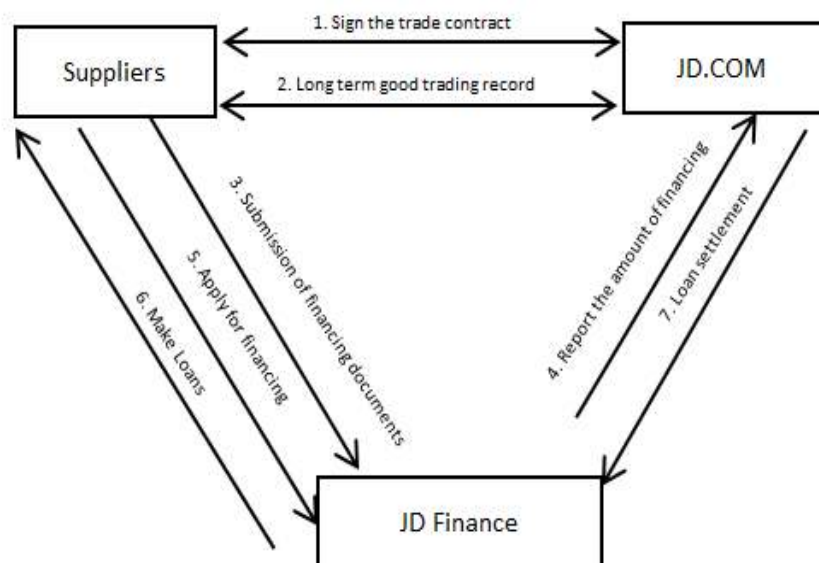 1. Sign the trade contract
Suppliers
JD.COM
2. Long term good trading record
3. Submission of financing documents
4. Report the amount of financing
5. Apply for financing
6. Make Loans
7. Loan settlement
JD Finance